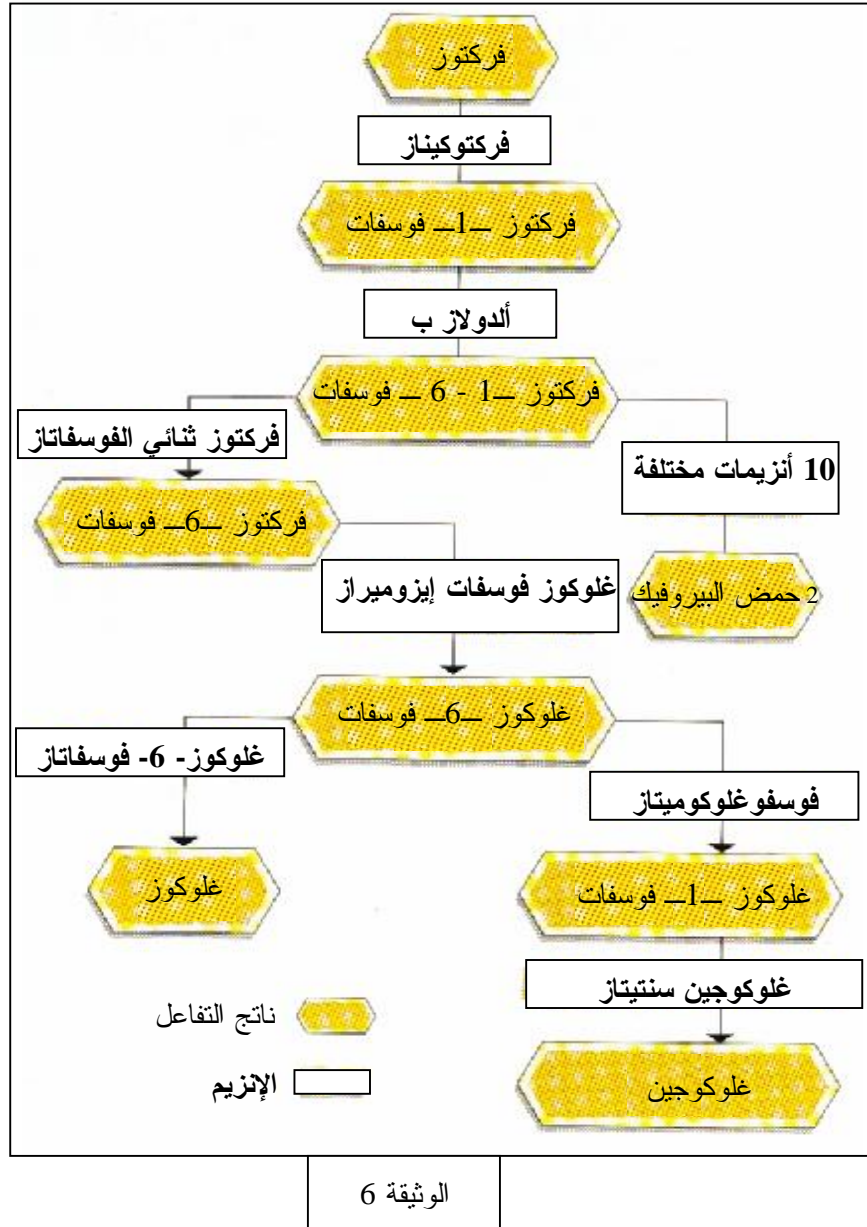 فركتوز
فركتوكيناز
فركتوز ـ1ـ فوسفات
ألدولاز ب
فركتوز ـ1 - 6 ـ فوسفات
فركتوز ثنائي الفوسفاتاز
10 أنزيمات مختلفة
فركتوز ـ6ـ فوسفات
غلوكوز فوسفات إيزوميراز
2 حمض البيروفيك
غلوكوز ـ6ـ فوسفات
غلوكوز- 6- فوسفاتاز
فوسفوغلوكوميتاز
غلوكوز
غلوكوز ـ1ـ فوسفات
غلوكوجين سنتيتاز
ناتج التفاعل
غلوكوجين
الإنزيم
الوثيقة 6